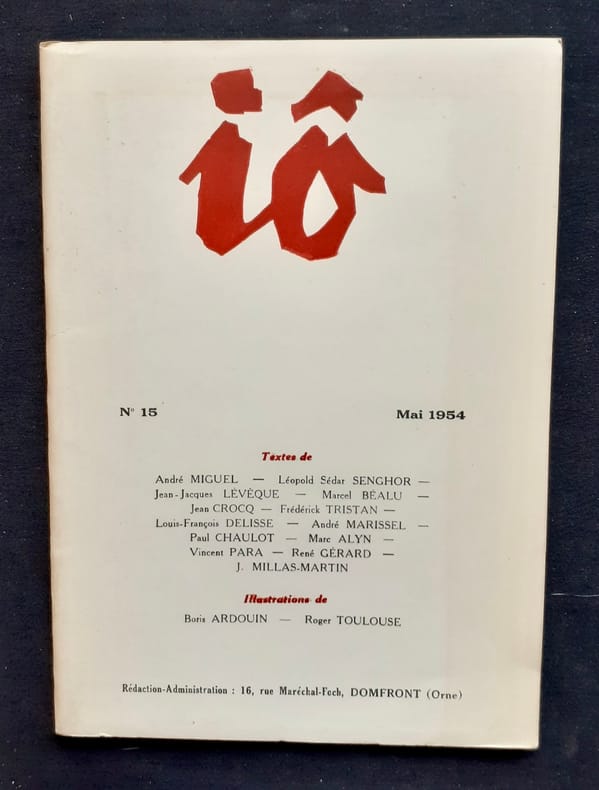 iô
N° 15 Mai 1954
Textes de
André MIGUEL — Léopold Sédar SENGHOR —
Jean-Jacques LÉVÊQUE — Marcel BÉALU —
Jean CROCQ — Frédérick TRISTAN —
Louis-François DELISSE — André MARISSEL —
Paul CHAULOT — Marc ALYN —
Vincent PARA — René GÉRARD —
J. MILLAS-MARTIN
Illustrations de
Boris ARDOUIN — Roger TOULOUSE
Rédaction-Administration : 16, rue Maréchal-Foch, DOMFRONT (Orne)